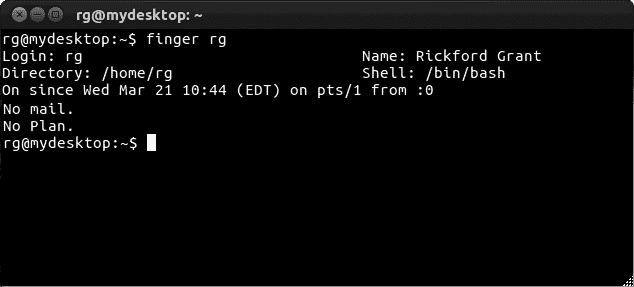 rg@mydesktop: ~
rg@mydesktop:~$ finger rg
Login: rg Name: Rickford Grant
Directory: /home/rg Shell: /bin/bash
On since Wed Mar 21 10:44 (EDT) on pts/1 from :0
No mail.
No Plan.
rg@mydesktop:~$